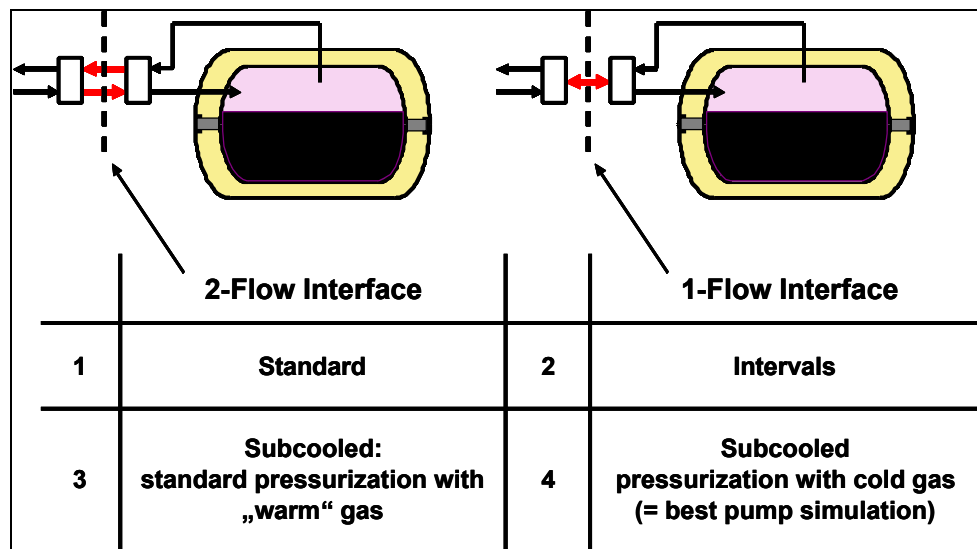 2-Flow Interface
1-Flow Interface
1
Standard
2
Intervals
3
Subcooled:
standard pressurization with
„warm“ gas
4
Subcooled
pressurization with cold gas
(= best pump simulation)